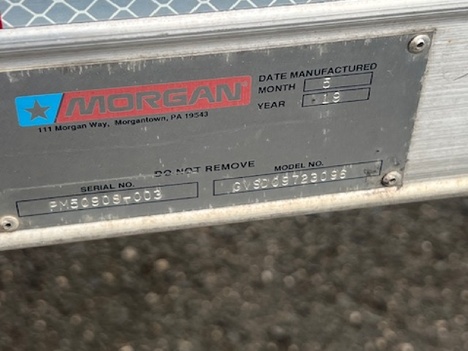 MORGAN
111 Morgan Way, Morgantown, PA 19543
DATE MANUFACTURED
MONTH 5
YEAR 19
DO NOT REMOVE
SERIAL NO. MODEL NO.
GVSD09723096